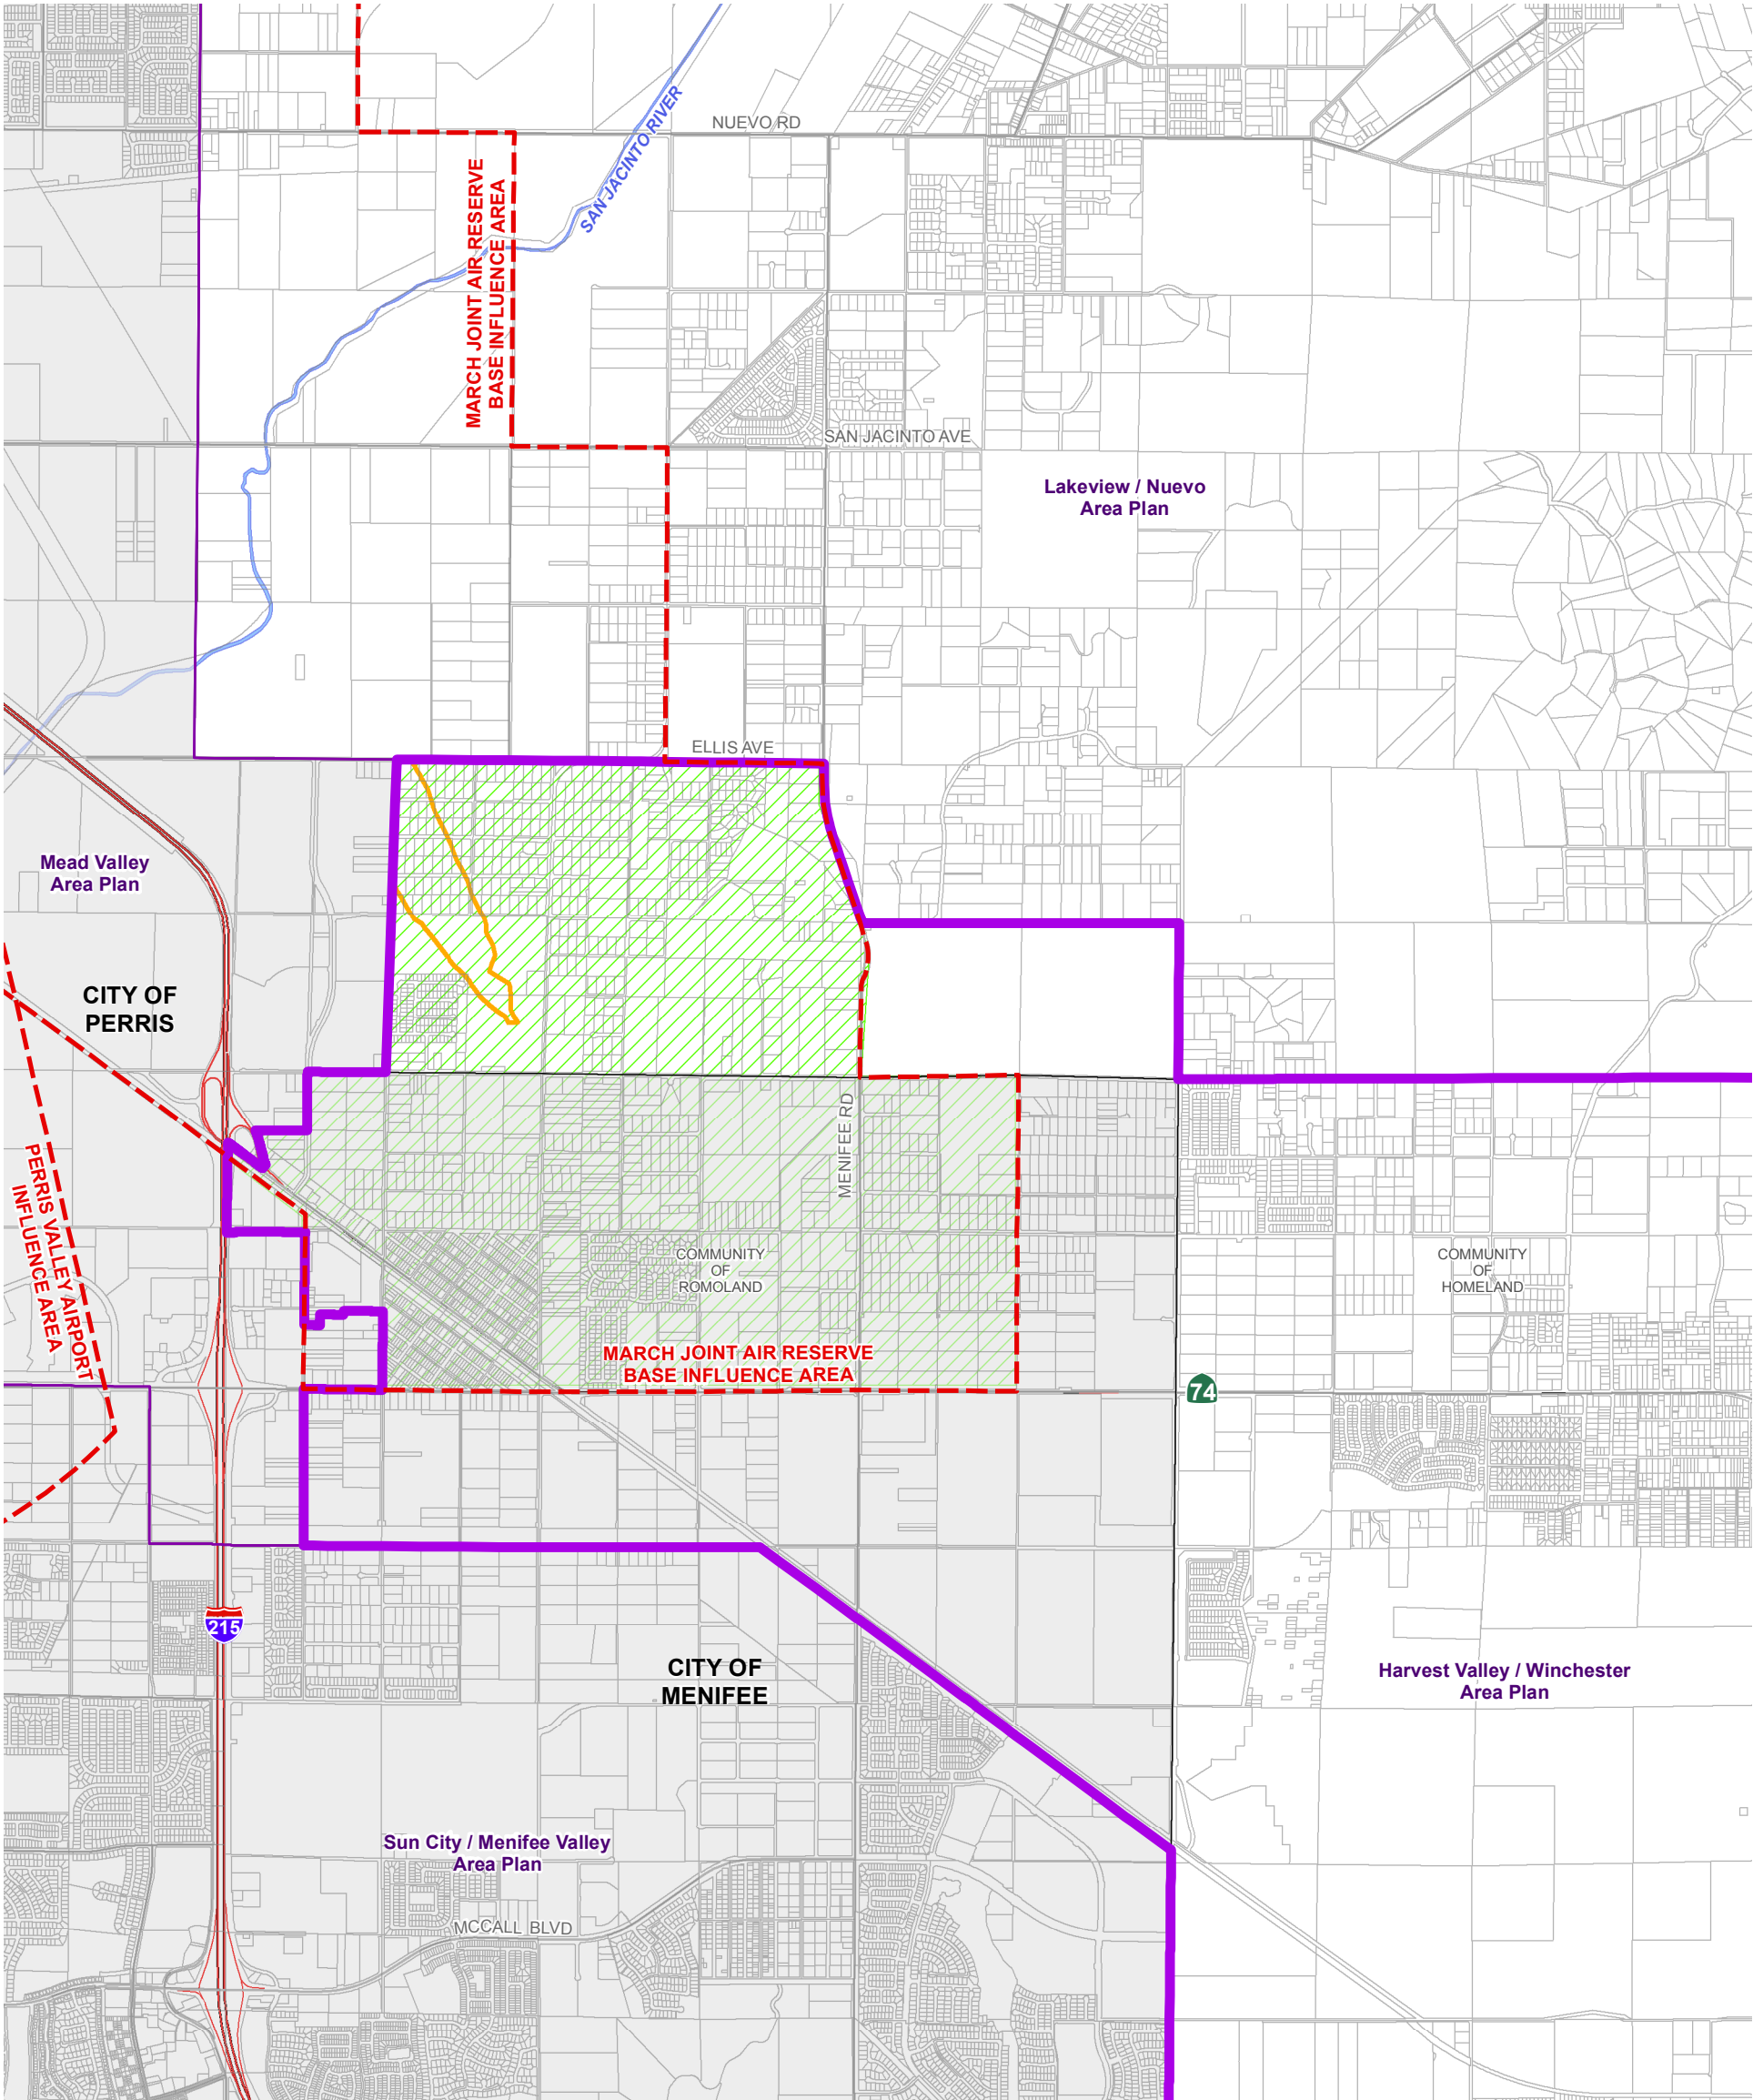 NUEVO RD
SAN JACINTO RIVER
MARCH JOINT AIR RESERVE
BASE INFLUENCE AREA
SAN JACINTO AVE
Lakeview / Nuevo
Area Plan
ELLIS AVE
Mead Valley
Area Plan
CITY OF
PERRIS
MENIFEE RD
PERRIS VALLEY AIRPORT
INFLUENCE AREA
COMMUNITY
OF
ROMOLAND
COMMUNITY
OF
HOMELAND
MARCH JOINT AIR RESERVE
BASE INFLUENCE AREA
74
215
CITY OF
MENIFEE
Harvest Valley / Winchester
Area Plan
Sun City / Menifee Valley
Area Plan
MCCALL BLVD